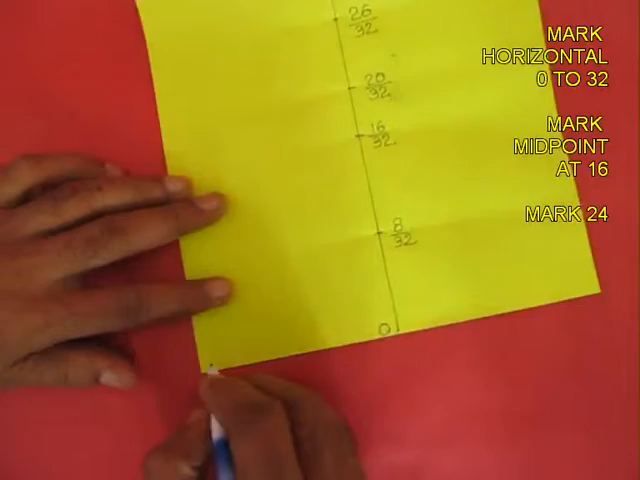 26
32
20
32
16
32
8
32
0
MARK
HORIZONTAL
0 TO 32
MARK
MIDPOINT
AT 16
MARK 24